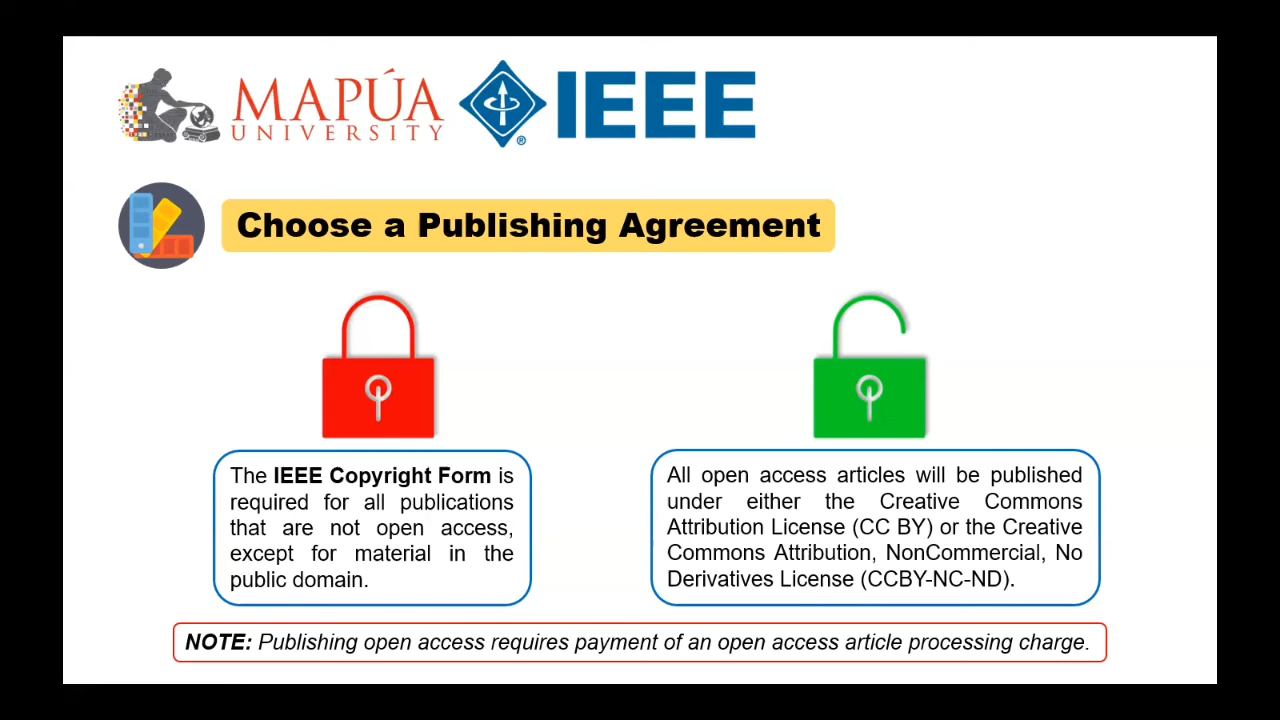 MAPÚA
UNIVERSITY
IEEE
®
Choose a Publishing Agreement
The IEEE Copyright Form is
required for all publications
that are not open access,
except for material in the
public domain.
All open access articles will be published
under either the Creative Commons
Attribution License (CC BY) or the Creative
Commons Attribution, NonCommercial, No
Derivatives License (CCBY-NC-ND).
NOTE: Publishing open access requires payment of an open access article processing charge.